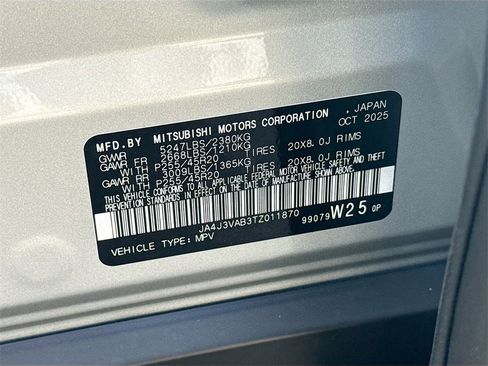 MFD.BY MITSUBISHI MOTORS CORPORATION, JAPAN
GVWR 5247LBS/2380KG OCT 2025
GAWR FR 2668LBS/1210KG
WITH P255/45R20 TIRES 20X8.0J RIMS
GAWR RR 3009LBS/1365KG
WITH P255/45R20 TIRES 20X8.0J RIMS
THIS VEHICLE CONFORMS TO ALL APPLICABLE FEDERAL MOTOR VEHICLE SAFETY AND THEFT
PREVENTION STANDARDS IN EFFECT ON THE DATE OF MANUFACTURE SHOWN ABOVE.
JA4J3VAB3TZ011870
VEHICLE TYPE: MPV 99079 W25 0P